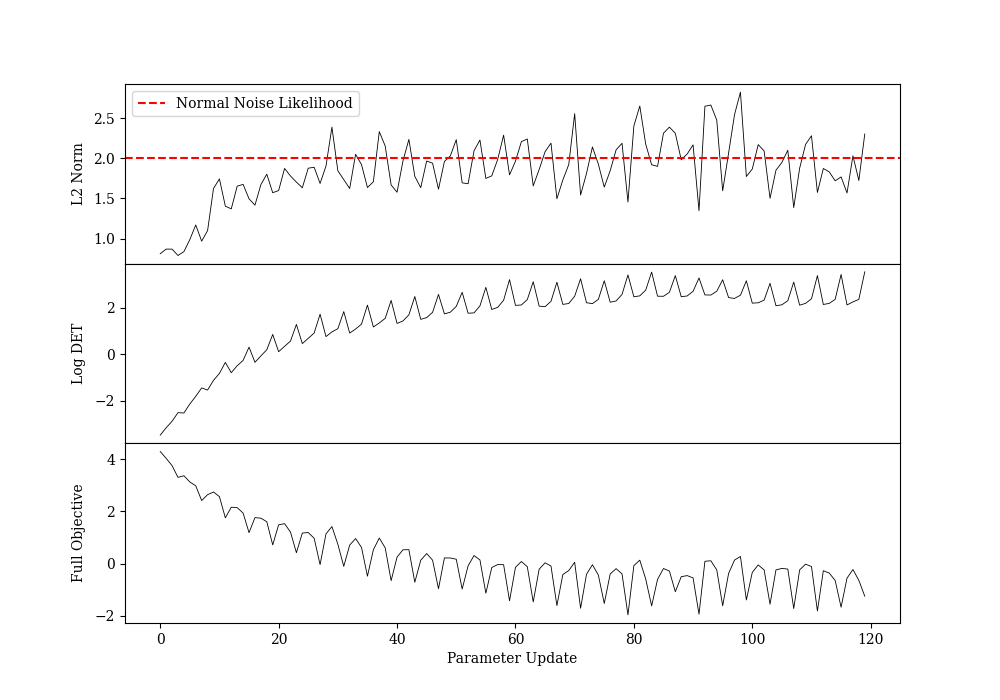 Normal Noise Likelihood
L2 Norm
2.5
2.0
1.5
1.0
Log DET
2
0
−2
Full Objective
4
2
0
−2
0 20 40 60 80 100 120
Parameter Update